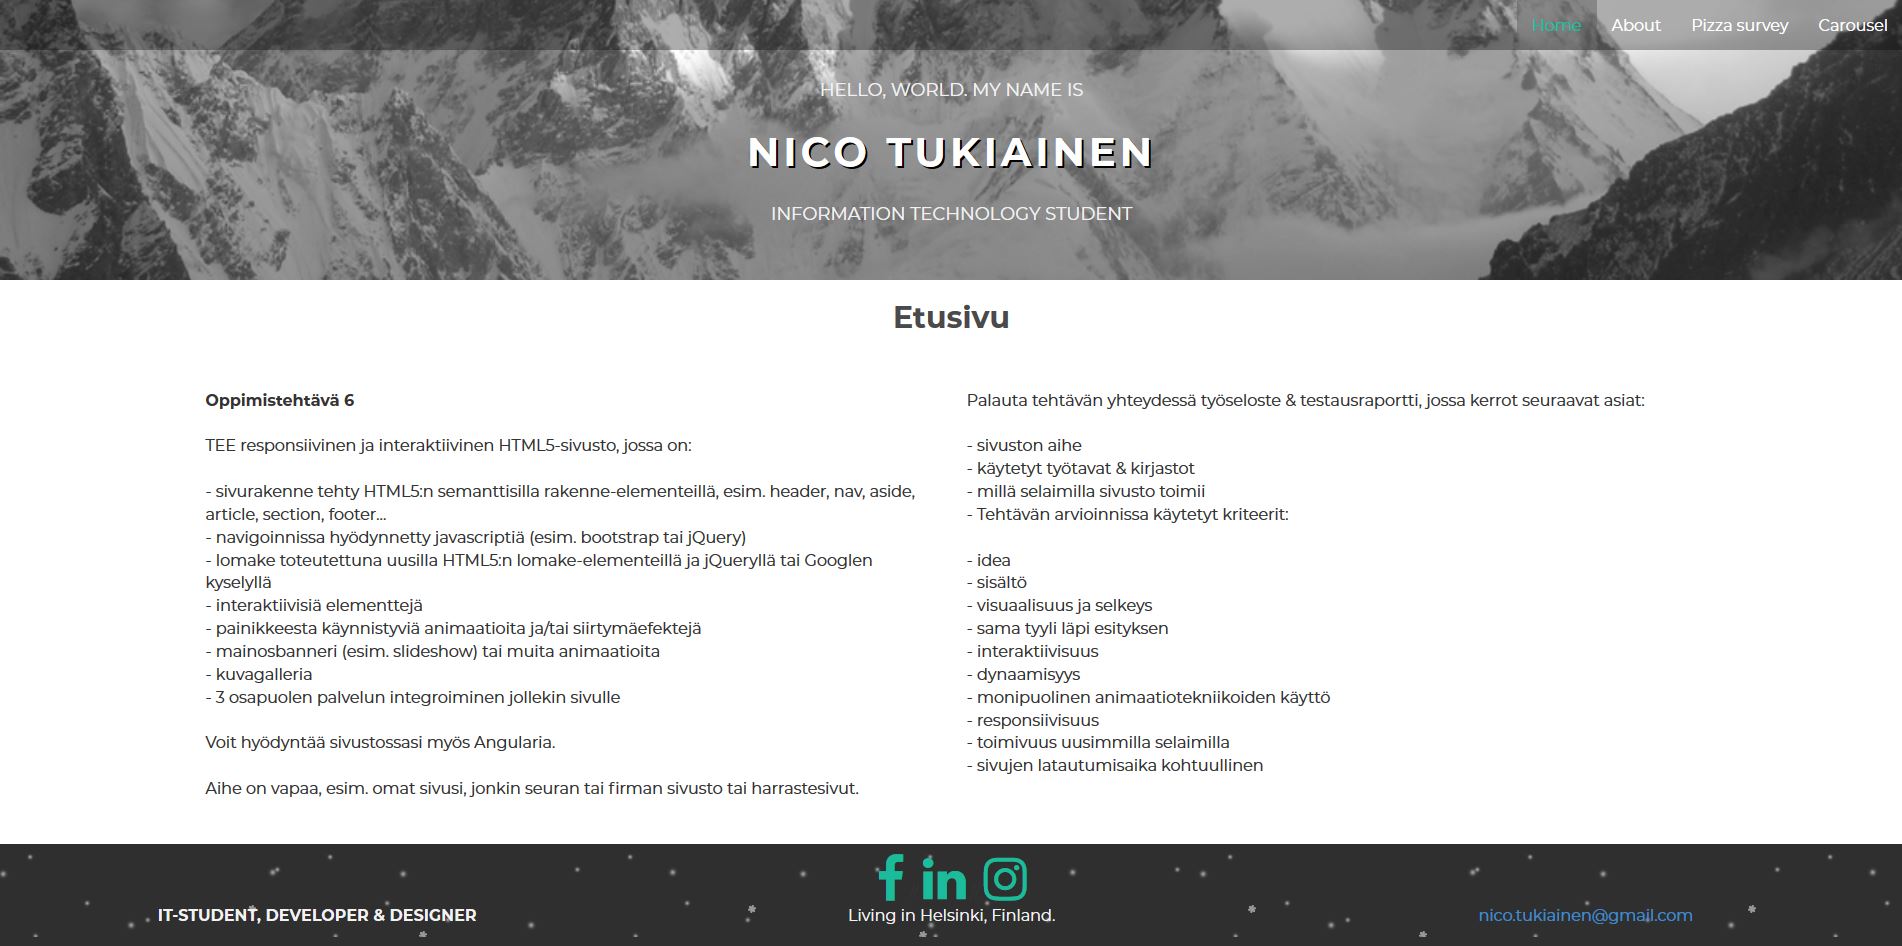 Home About Pizza survey Carousel
HELLO, WORLD. MY NAME IS
NICO TUKIAINEN
INFORMATION TECHNOLOGY STUDENT
Etusivu
Oppimistehtävä 6
TEE responsiivinen ja interaktiivinen HTML5-sivusto, jossa on:
- sivurakenne tehty HTML5:n semanttisilla rakenne-elementeillä, esim. header, nav, aside,
article, section, footer...
- navigoinnissa hyödynnetty javascriptiä (esim. bootstrap tai jQuery)
- lomake toteutettuna uusilla HTML5:n lomake-elementeillä ja jQueryllä tai Googlen
kyselyllä
- interaktiivisiä elementtejä
- painikkeesta käynnistyviä animaatioita ja/tai siirtymäefektejä
- mainosbanneri (esim. slideshow) tai muita animaatioita
- kuvagalleria
- 3 osapuolen palvelun integroiminen jollekin sivulle
Voit hyödyntää sivustossasi myös Angularia.
Aihe on vapaa, esim. omat sivusi, jonkin seuran tai firman sivusto tai harrastesivut.
Palauta tehtävän yhteydessä työseloste & testausraportti, jossa kerrot seuraavat asiat:
- sivuston aihe
- käytetyt työtavat & kirjastot
- millä selaimilla sivusto toimii
- Tehtävän arvioinnissa käytetyt kriteerit:
- idea
- sisältö
- visuaalisuus ja selkeys
- sama tyyli läpi esityksen
- interaktiivisuus
- dynaamisyys
- monipuolinen animaatiotekniikoiden käyttö
- responsiivisuus
- toimivuus uusimmilla selaimilla
- sivujen latautumisaika kohtuullinen
IT-STUDENT, DEVELOPER & DESIGNER
Living in Helsinki, Finland.
nico.tukiainen@gmail.com